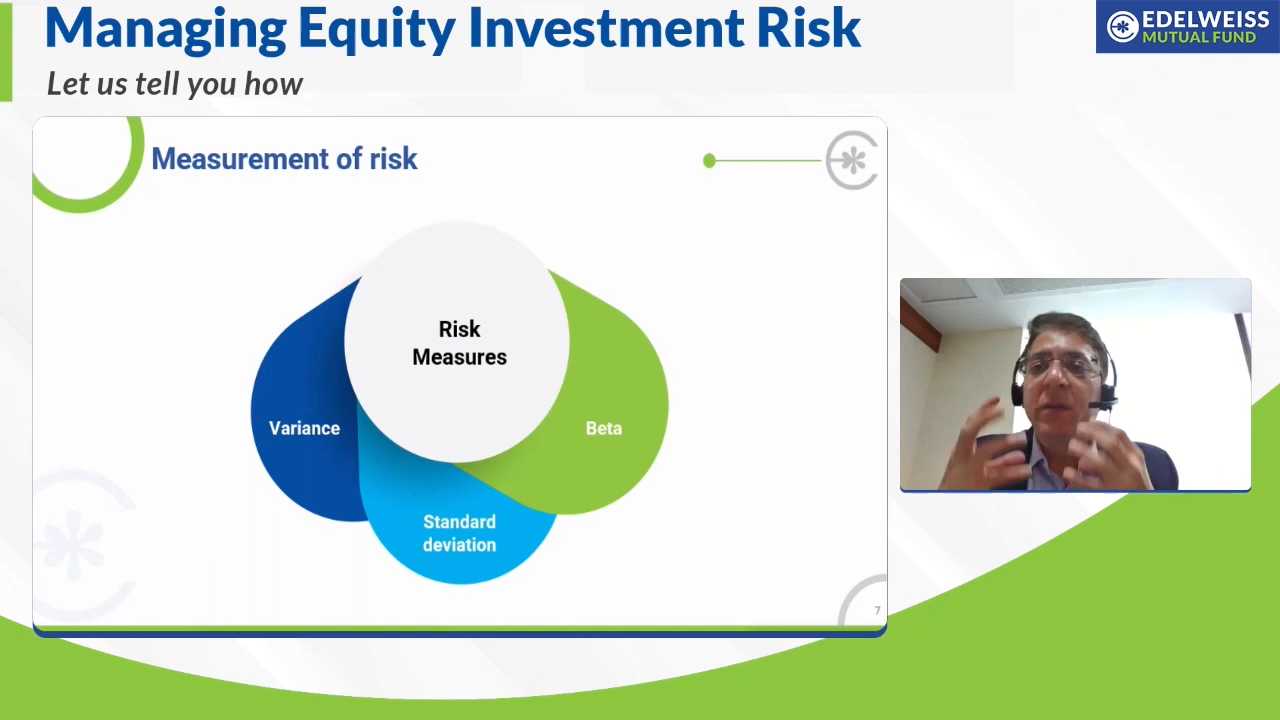 Managing Equity Investment Risk
Let us tell you how
EDELWEISS
MUTUAL FUND
Measurement of risk
Risk
Measures
Variance
Beta
Standard
deviation
7